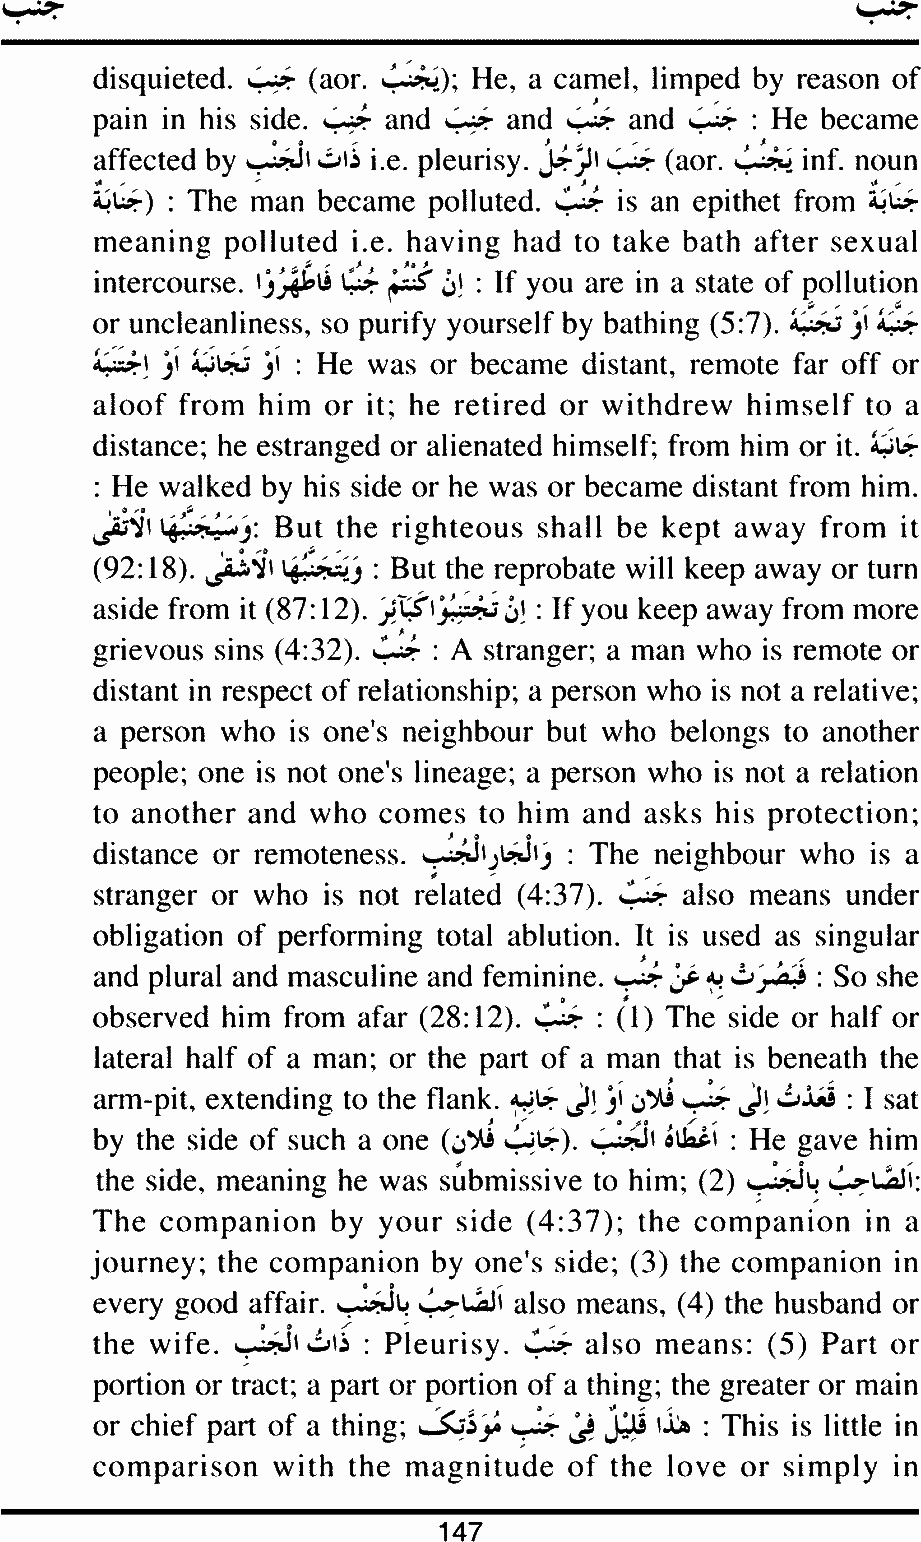 جنب جنب
disquieted. جَنِبَ (aor. يَجْنَبُ); He, a camel, limped by reason of
pain in his side. جُنِبَ and جَنِبَ and جَنُبَ and جَنَبَ : He became
affected by ذَاتَ الْجَنْبِ i.e. pleurisy. جَنَبَ الرَّجُلُ (aor. يَجْنُبُ inf. noun
جَنَابَةً) : The man became polluted. جُنُبٌ is an epithet from جَنَابَةً
meaning polluted i.e. having had to take bath after sexual
intercourse. اِنْ كُنْتُمْ جُنُبًا فَاطَّهَّرُوْا : If you are in a state of pollution
or uncleanliness, so purify yourself by bathing (5:7). جَنَّبَهٗ اَوْ تَجَنَّبَهٗ
اَوْ تَجَانَبَهٗ اَوْ اِجْتَنَبَهٗ : He was or became distant, remote far off or
aloof from him or it; he retired or withdrew himself to a
distance; he estranged or alienated himself; from him or it. جَانَبَهٗ
: He walked by his side or he was or became distant from him.
وَسَيُجَنَّبُهَا الْاَتْقَى: But the righteous shall be kept away from it
(92:18). وَيَتَجَنَّبُهَا الْاَشْقَى : But the reprobate will keep away or turn
aside from it (87:12). اِنْ تَجْتَنِبُوْا كَبَآئِرَ : If you keep away from more
grievous sins (4:32). جُنُبٌ : A stranger; a man who is remote or
distant in respect of relationship; a person who is not a relative;
a person who is one's neighbour but who belongs to another
people; one is not one's lineage; a person who is not a relation
to another and who comes to him and asks his protection;
distance or remoteness. وَالْجَارِ الْجُنُبِ : The neighbour who is a
stranger or who is not related (4:37). جَنَبٌ also means under
obligation of performing total ablution. It is used as singular
and plural and masculine and feminine. فَبَصُرَتْ بِهٖ عَنْ جُنُبٍ : So she
observed him from afar (28:12). جَنْبٌ : (1) The side or half or
lateral half of a man; or the part of a man that is beneath the
arm-pit, extending to the flank. قَعَدْتُ اِلٰى جَنْبِ فُلَانٍ اَوْ اِلٰى جَانِبِهٖ : I sat
by the side of such a one (جَانِبُ فُلَانٍ). اَعْطَاهُ الْجَنْبَ : He gave him
the side, meaning he was submissive to him; (2) اَلصَّاحِبُ بِالْجَنْبِ:
The companion by your side (4:37); the companion in a
journey; the companion by one's side; (3) the companion in
every good affair. اَلصَّاحِبُ بِالْجَنْبِ also means, (4) the husband or
the wife. ذَاتُ الْجَنْبِ : Pleurisy. جَنَبٌ also means: (5) Part or
portion or tract; a part or portion of a thing; the greater or main
or chief part of a thing; هٰذَا قَلِيْلٌ فِىْ جَنْبِ مُوَدَّتِكَ : This is little in
comparison with the magnitude of the love or simply in
147